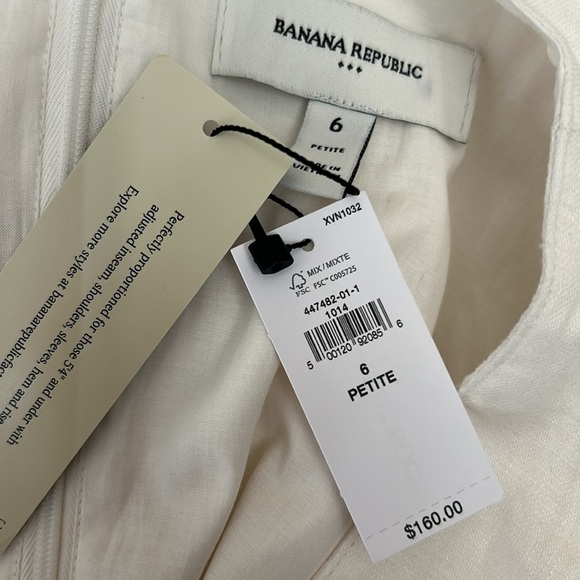 BANANA REPUBLIC
6
PETITE
Perfectly proportioned for those 5'4" and under with
adjusted inseam, shoulders, sleeves, hem and rise
Explore more styles at bananarepublicfac
XVN1032
MIX/MIXTE
FSC FSC™ C005725
447482-01-1
1014
5 00120 92085 6
6
PETITE
$160.00